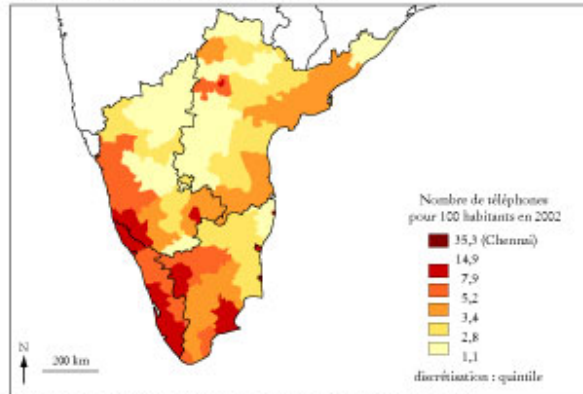 Nombre de téléphones
pour 100 habitants en 2002
35,3 (Chennai)
14,9
7,9
5,2
3,4
2,8
1,1
discrétisation : quintile
N
200 km